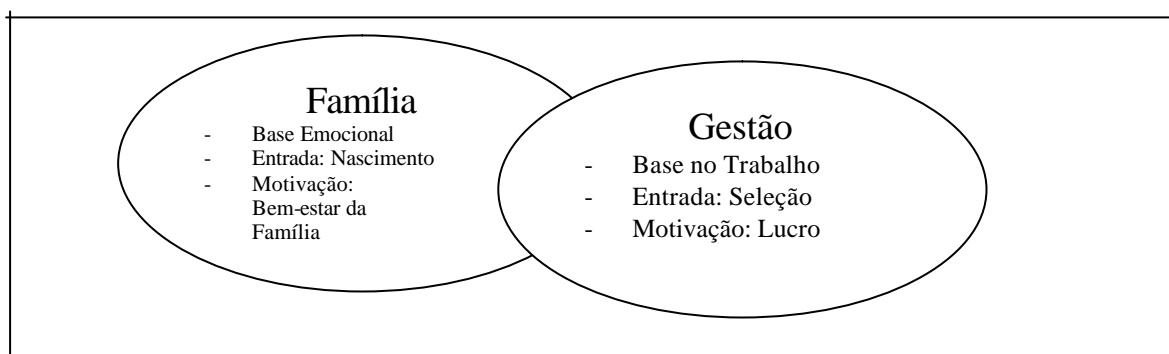 Família
- Base Emocional
- Entrada: Nascimento
- Motivação:
Bem-estar da
Família
Gestão
- Base no Trabalho
- Entrada: Seleção
- Motivação: Lucro